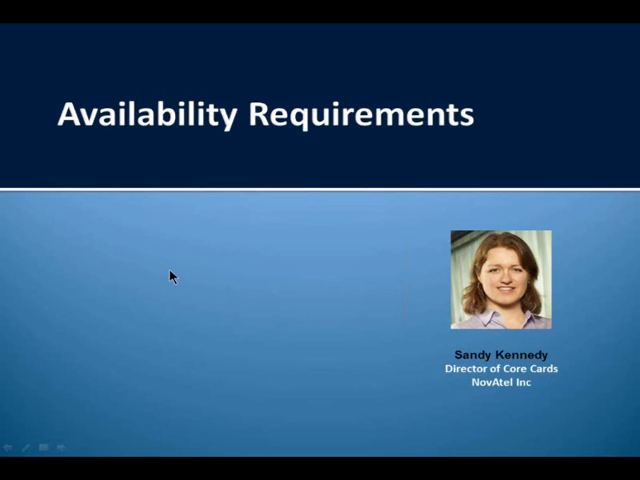 Availability Requirements
Sandy Kennedy
Director of Core Cards
NovAtel Inc